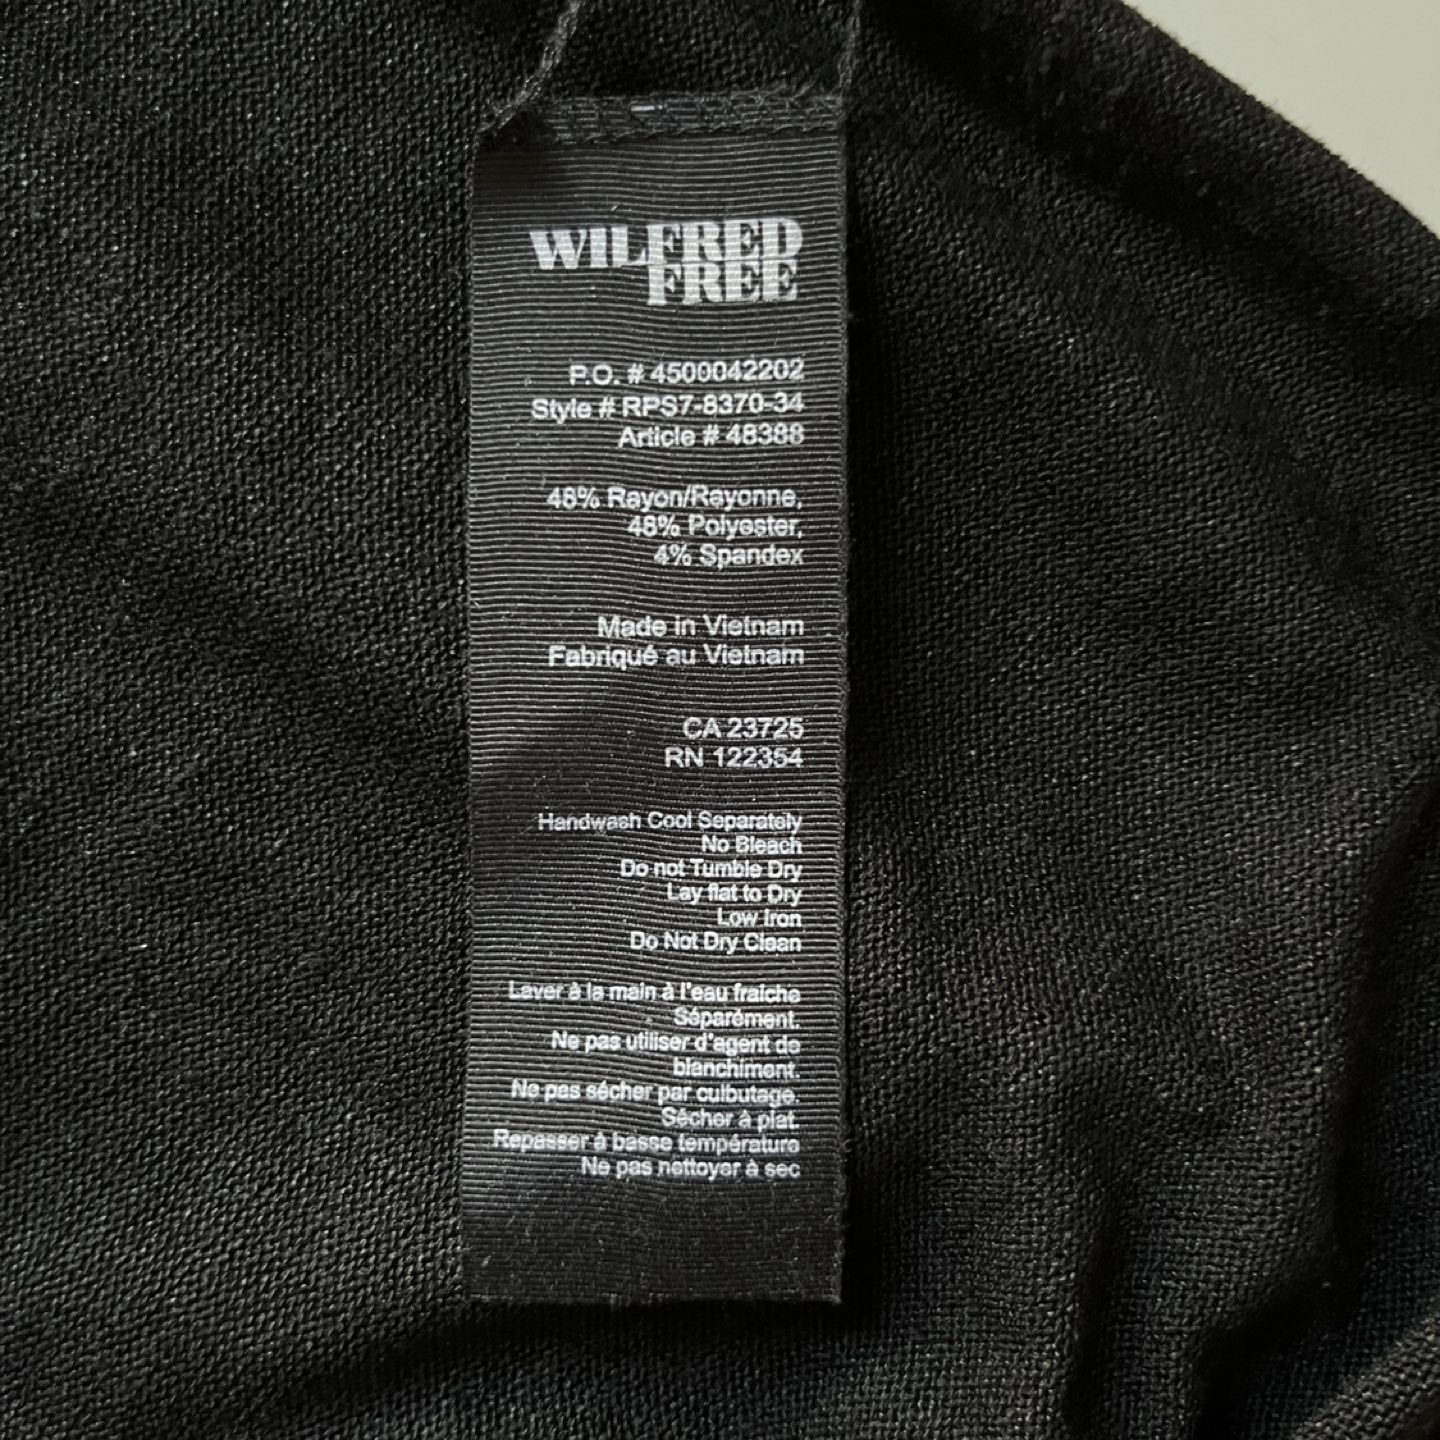 WILFRED
FREE
P.O. # 4500042202
Style # RPS7-8370-34
Article # 48388
48% Rayon/Rayonne,
48% Polyester,
4% Spandex
Made in Vietnam
Fabriqué au Vietnam
CA 23725
RN 122354
Handwash Cool Separately
No Bleach
Do not Tumble Dry
Lay flat to Dry
Low Iron
Do Not Dry Clean
Laver à la main à l'eau fraiche
Séparément.
Ne pas utiliser d'agent de
blanchiment.
Ne pas sécher par culbutage.
Sécher à plat.
Repasser à basse température
Ne pas nettoyer à sec